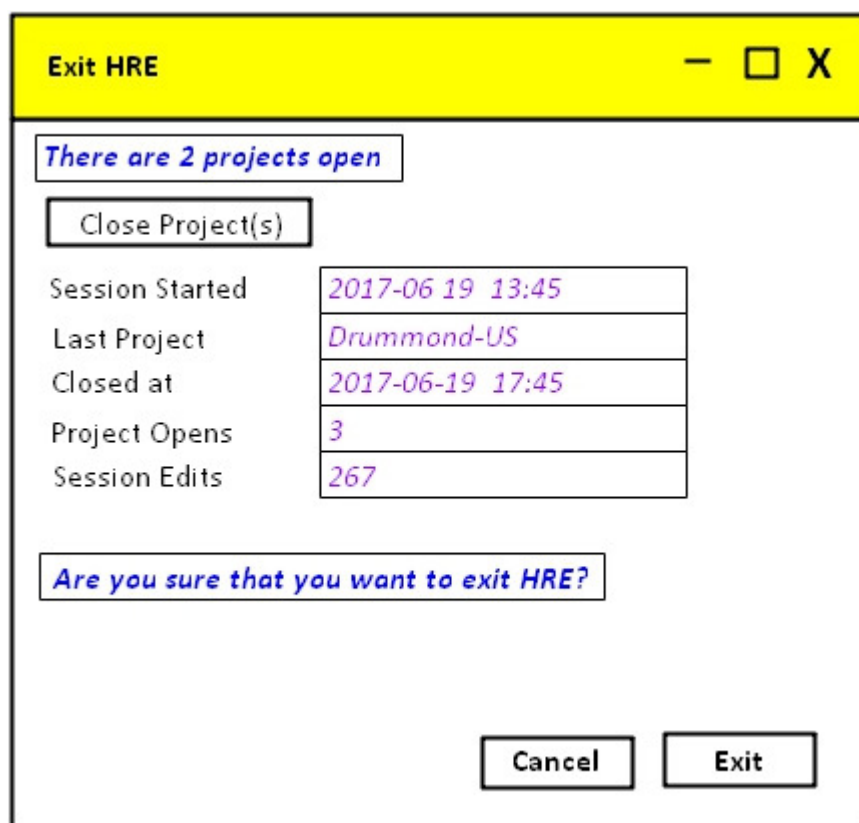 Exit HRE
There are 2 projects open
Close Project(s)
Session Started 2017-06 19 13:45
Last Project Drummond-US
Closed at 2017-06-19 17:45
Project Opens 3
Session Edits 267
Are you sure that you want to exit HRE?
Cancel Exit